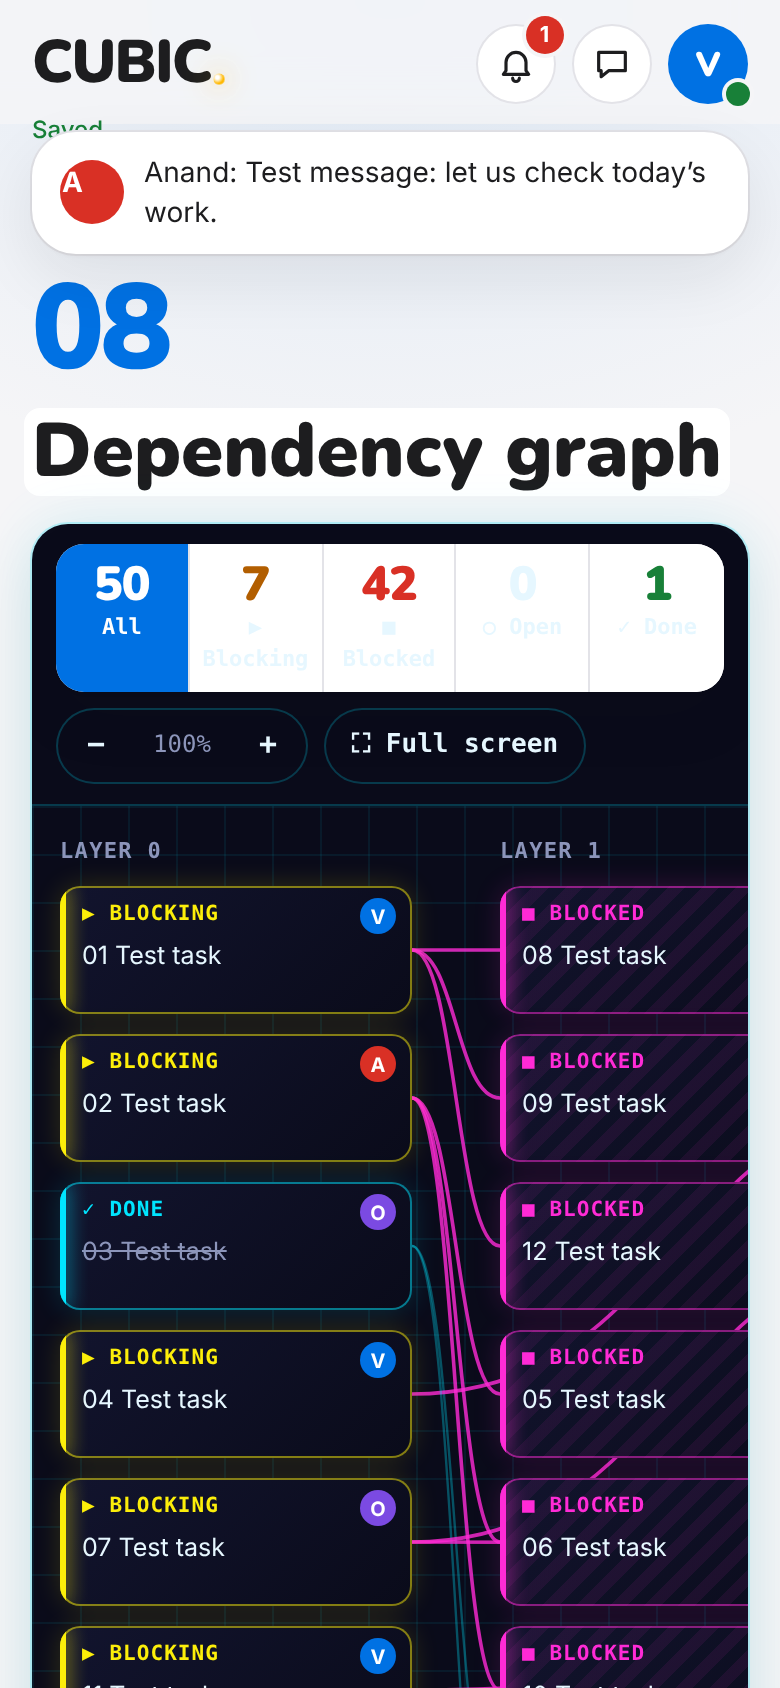 CUBIC.
1
V
Saved
A
Anand: Test message: let us check today’s
work.
08
Dependency graph
50 7 42 0 1
All ▶ ■ ○ Open ✓ Done
Blocking Blocked
− 100% + ⛶ Full screen
LAYER 0 LAYER 1
▶ BLOCKING V ■ BLOCKED
01 Test task 08 Test task
▶ BLOCKING A ■ BLOCKED
02 Test task 09 Test task
✓ DONE O ■ BLOCKED
03 Test task 12 Test task
▶ BLOCKING V ■ BLOCKED
04 Test task 05 Test task
▶ BLOCKING O ■ BLOCKED
07 Test task 06 Test task
▶ BLOCKING V ■ BLOCKED